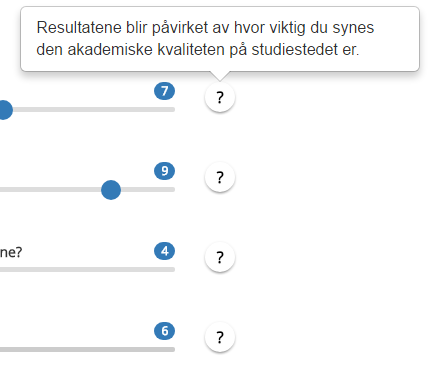 Resultatene blir påvirket av hvor viktig du synes
den akademiske kvaliteten på studiestedet er.
7
?
9
?
ne?
4
?
6
?